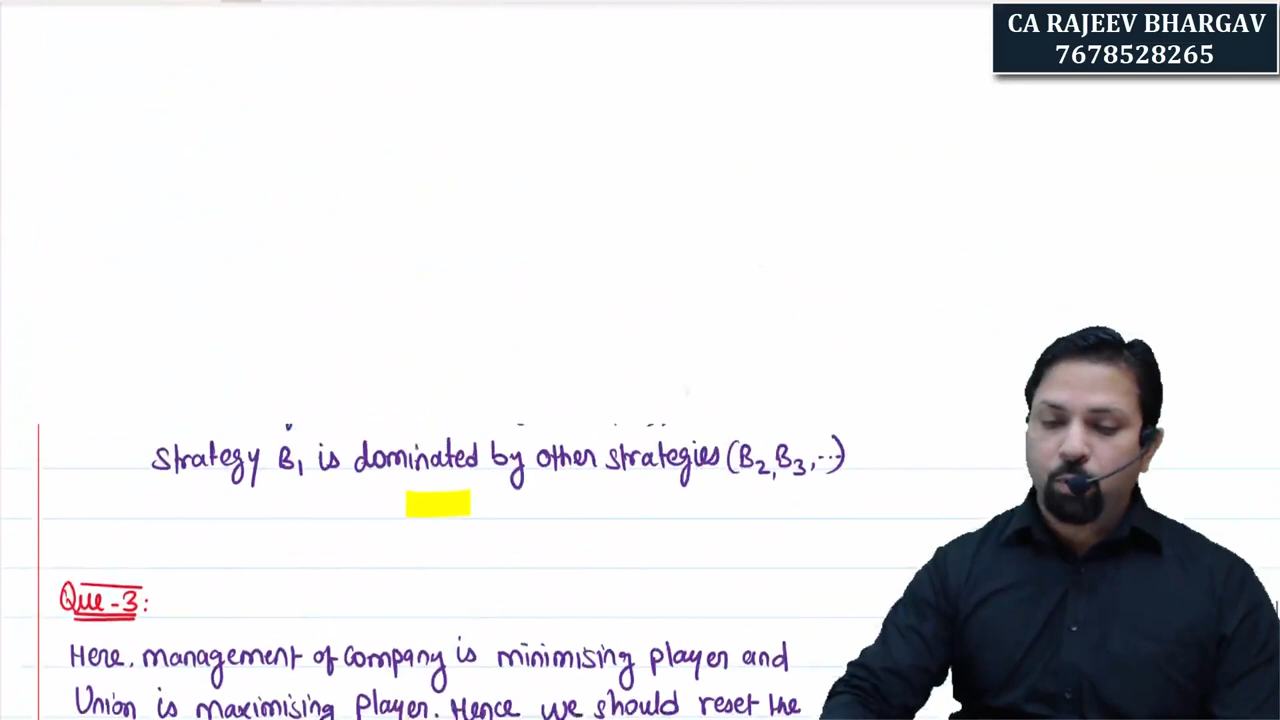 CA RAJEEV BHARGAV
7678528265
Strategy B1 is dominated by other strategies (B2, B3, ...)
Que-3:
Here, management of company is minimising player and
Union is maximising player. Hence we should reset the